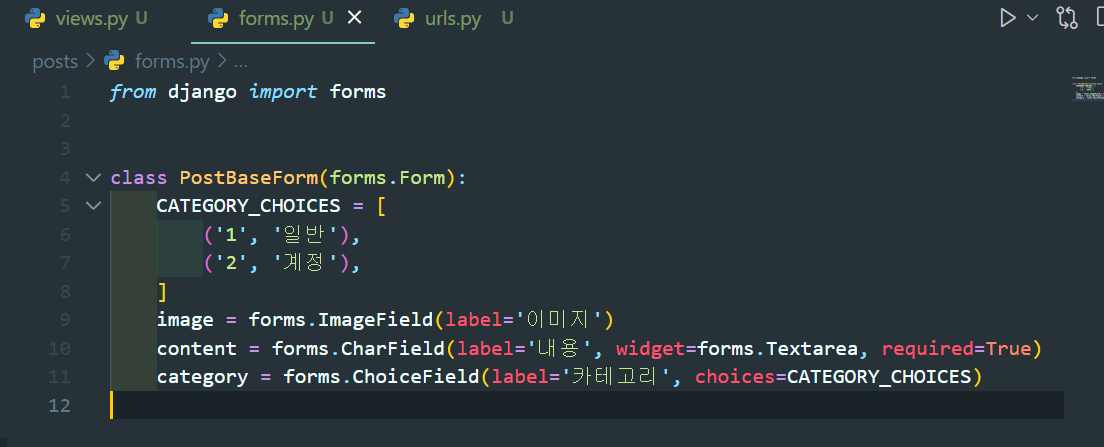 views.py U forms.py U × urls.py U
posts > forms.py > ...
1 from django import forms
2
3
4 class PostBaseForm(forms.Form):
5 CATEGORY_CHOICES = [
6 ('1', '일반'),
7 ('2', '계정'),
8 ]
9 image = forms.ImageField(label='이미지')
10 content = forms.CharField(label='내용', widget=forms.Textarea, required=True)
11 category = forms.ChoiceField(label='카테고리', choices=CATEGORY_CHOICES)
12